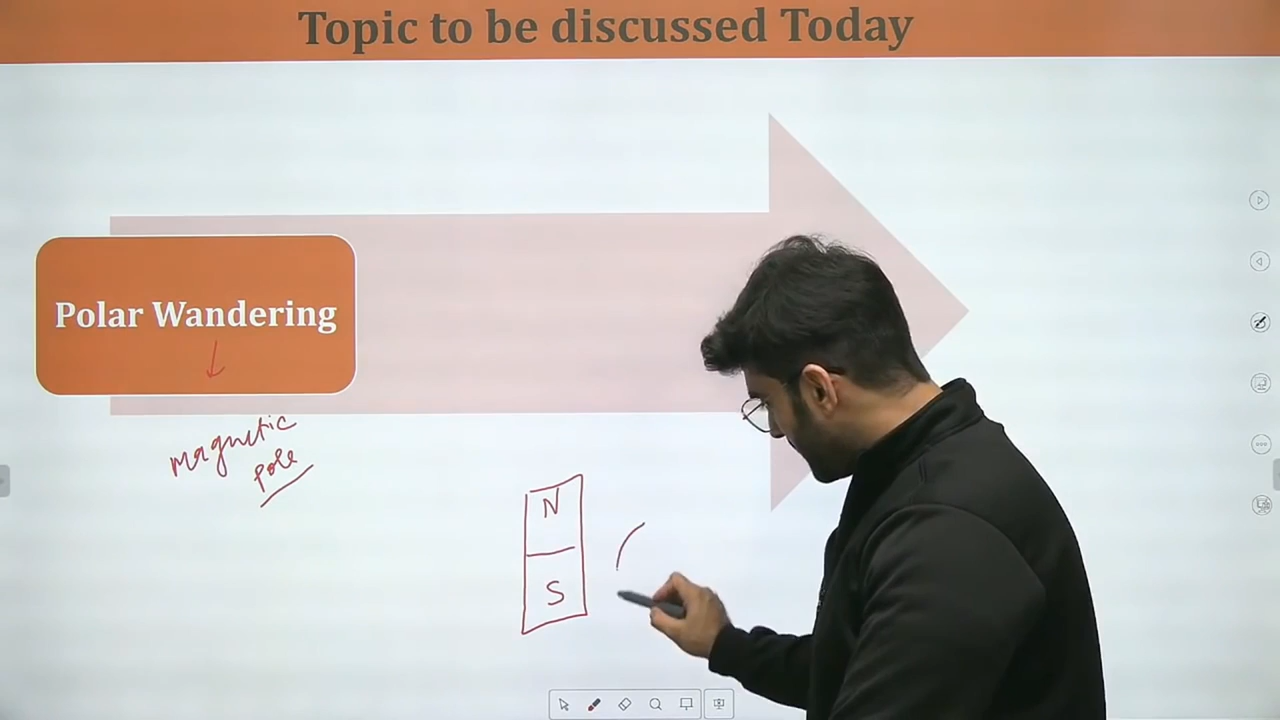 Topic to be discussed Today
Polar Wandering
magnetic
pole
N
S